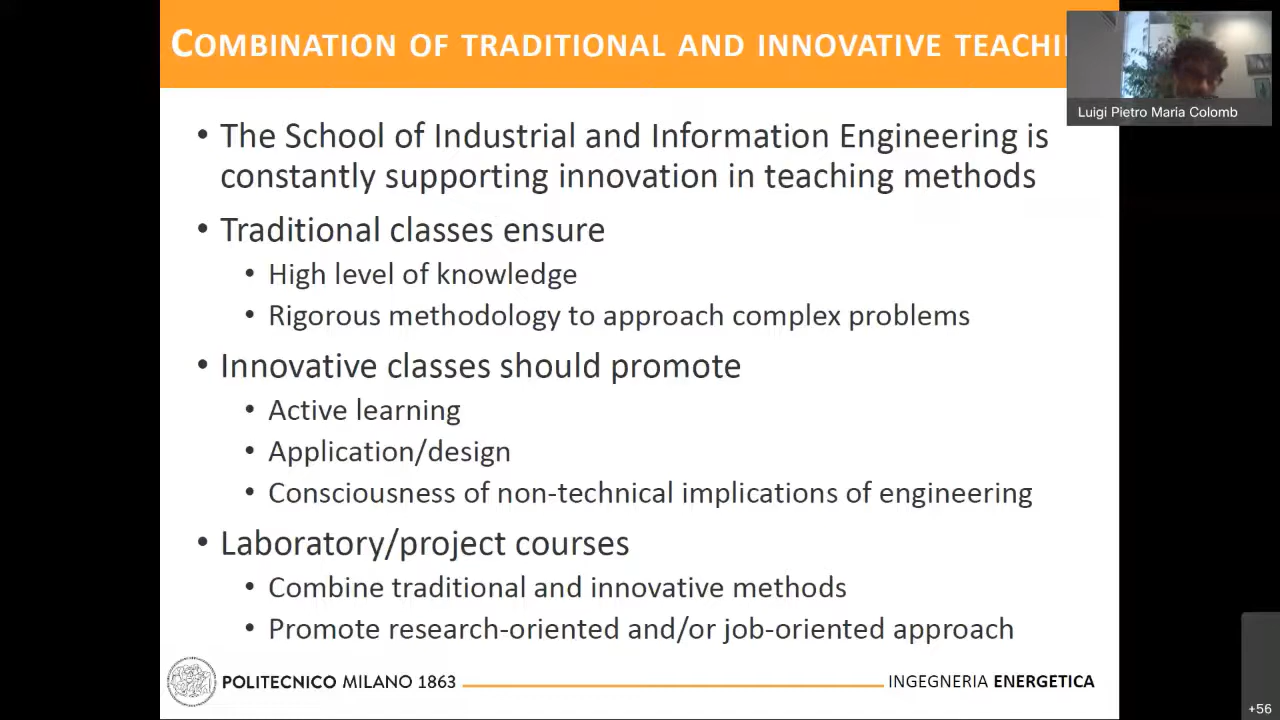 COMBINATION OF TRADITIONAL AND INNOVATIVE TEACHI
Luigi Pietro Maria Colomb
• The School of Industrial and Information Engineering is
constantly supporting innovation in teaching methods
• Traditional classes ensure
• High level of knowledge
• Rigorous methodology to approach complex problems
• Innovative classes should promote
• Active learning
• Application/design
• Consciousness of non-technical implications of engineering
• Laboratory/project courses
• Combine traditional and innovative methods
• Promote research-oriented and/or job-oriented approach
POLITECNICO MILANO 1863
INGEGNERIA ENERGETICA
+56